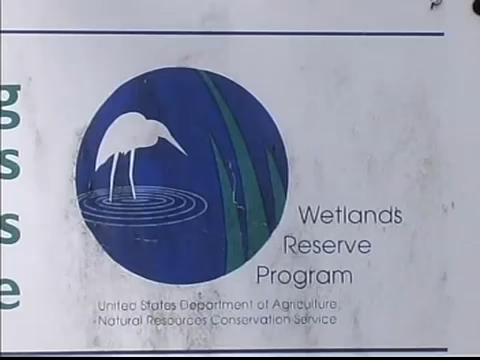 g
s
s
e
Wetlands
Reserve
Program
United States Department of Agriculture,
Natural Resources Conservation Service